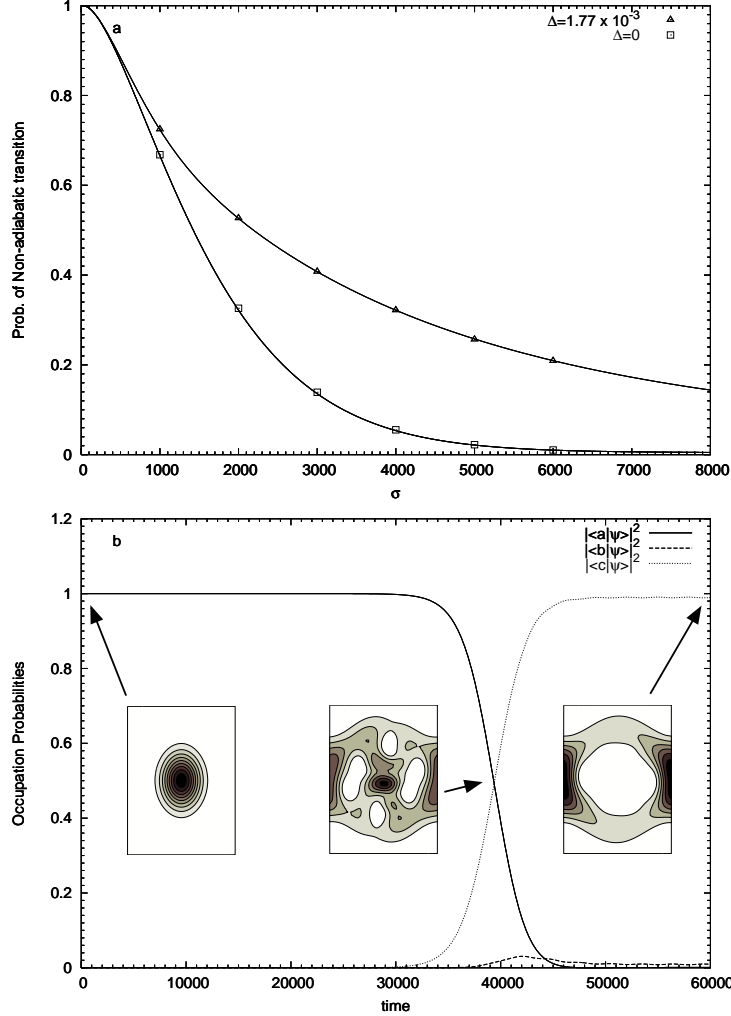 a
Δ=1.77 x 10-3
Δ=0
1
0.8
0.6
0.4
0.2
0
Prob. of Non-adiabatic transition
0 1000 2000 3000 4000 5000 6000 7000 8000
σ
b
|<a|ψ>|2
|<b|ψ>|2
|<c|ψ>|2
1.2
1
0.8
0.6
0.4
0.2
0
Occupation Probabilities
0 10000 20000 30000 40000 50000 60000
time